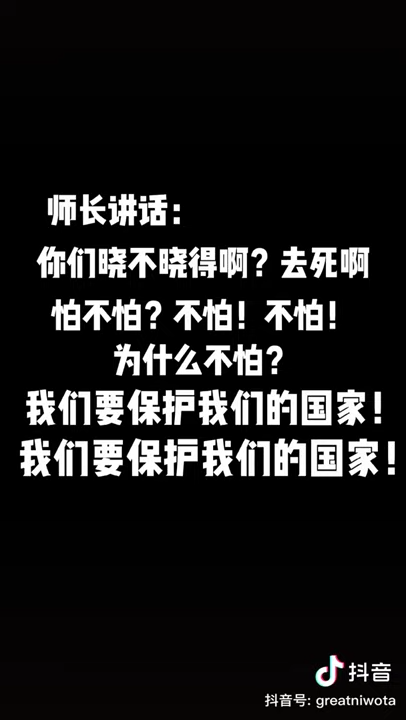 师长讲话：
你们晓不晓得啊？去死啊
怕不怕？不怕！不怕！
为什么不怕？
我们要保护我们的国家！
我们要保护我们的国家！
抖音
抖音号：greatniwota